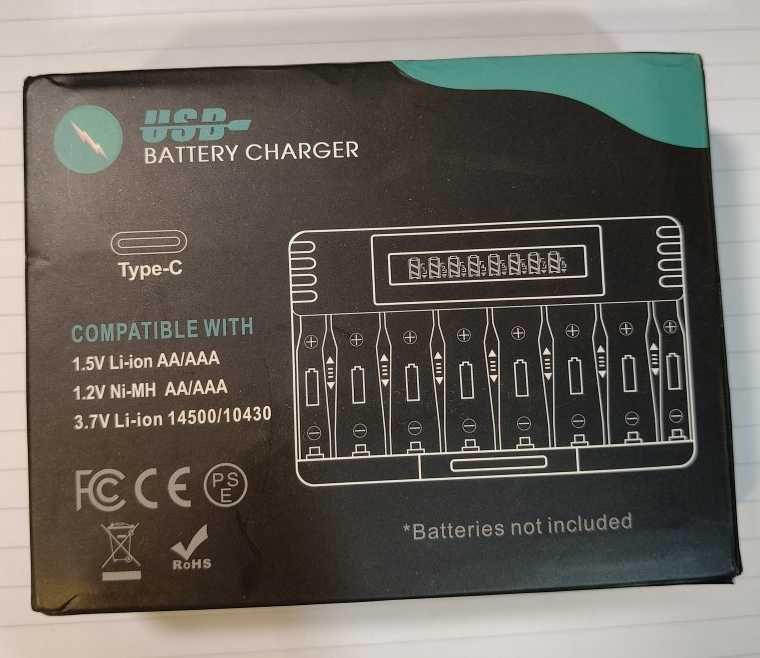 USB
BATTERY CHARGER
Type-C
COMPATIBLE WITH
1.5V Li-ion AA/AAA
1.2V Ni-MH AA/AAA
3.7V Li-ion 14500/10430
FC CE PS E
RoHS
*Batteries not included